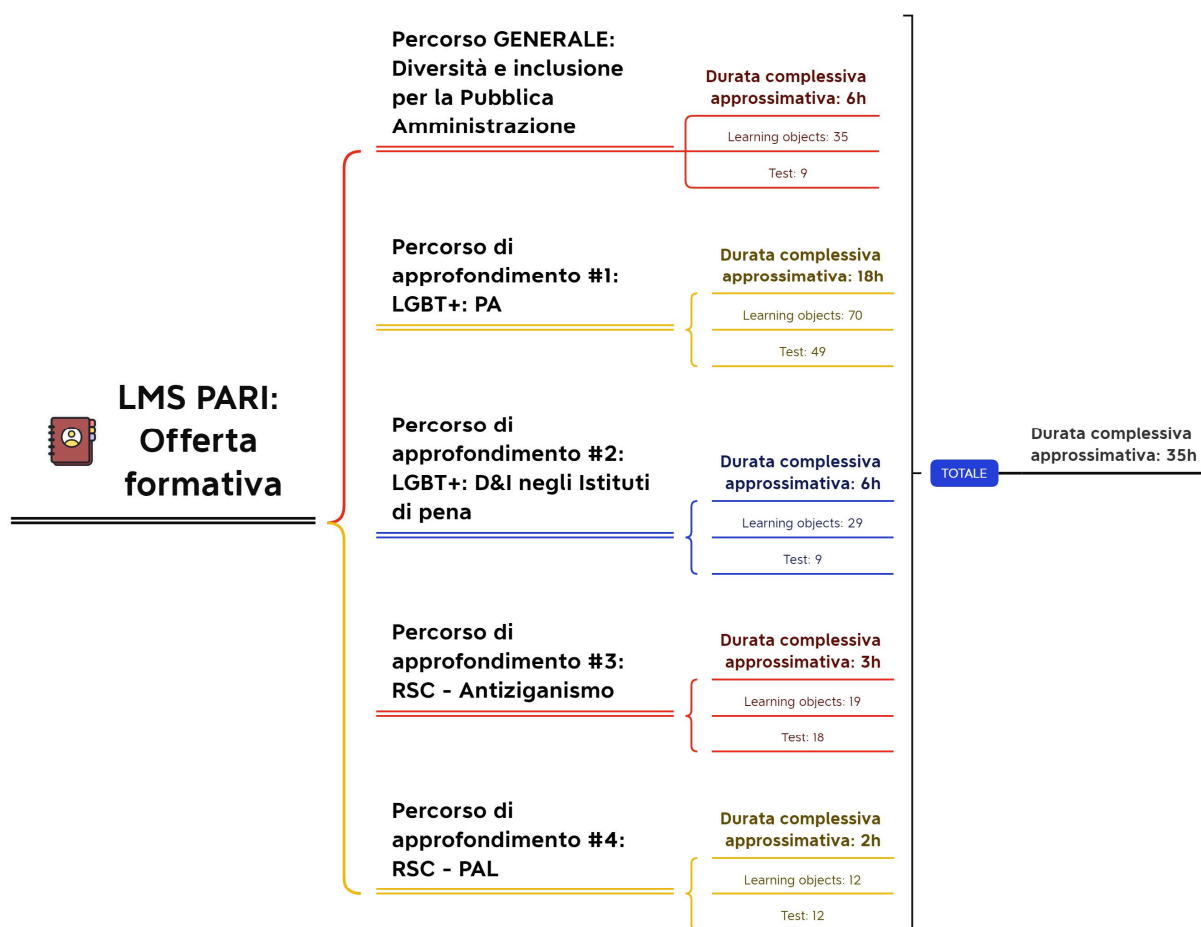 LMS PARI:
Offerta
formativa
Percorso GENERALE:
Diversità e inclusione
per la Pubblica
Amministrazione
Durata complessiva
approssimativa: 6h
Learning objects: 35
Test: 9
Percorso di
approfondimento #1:
LGBT+: PA
Durata complessiva
approssimativa: 18h
Learning objects: 70
Test: 49
Percorso di
approfondimento #2:
LGBT+: D&I negli Istituti
di pena
Durata complessiva
approssimativa: 6h
Learning objects: 29
Test: 9
Percorso di
approfondimento #3:
RSC - Antiziganismo
Durata complessiva
approssimativa: 3h
Learning objects: 19
Test: 18
Percorso di
approfondimento #4:
RSC - PAL
Durata complessiva
approssimativa: 2h
Learning objects: 12
Test: 12
TOTALE
Durata complessiva
approssimativa: 35h